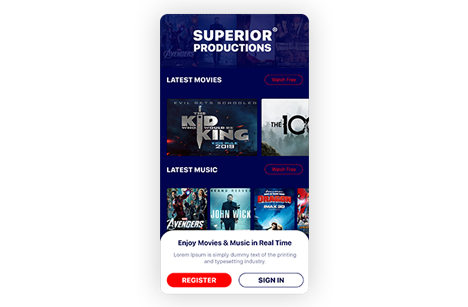 SUPERIOR®
PRODUCTIONS
LATEST MOVIES
Watch Free
EVIL GETS SCHOOLED
THE
KID
WHO WOULD BE
KING
2019
THE 10
LATEST MUSIC
Watch Free
AVENGERS
JOHN WICK
IMAX 3D
Enjoy Movies & Music in Real Time
Lorem Ipsum is simply dummy text of the printing
and typesetting industry.
REGISTER
SIGN IN